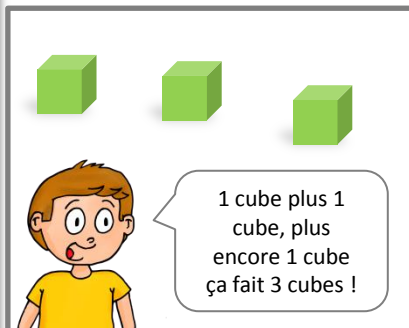 1 cube plus 1
cube, plus
encore 1 cube
ça fait 3 cubes !